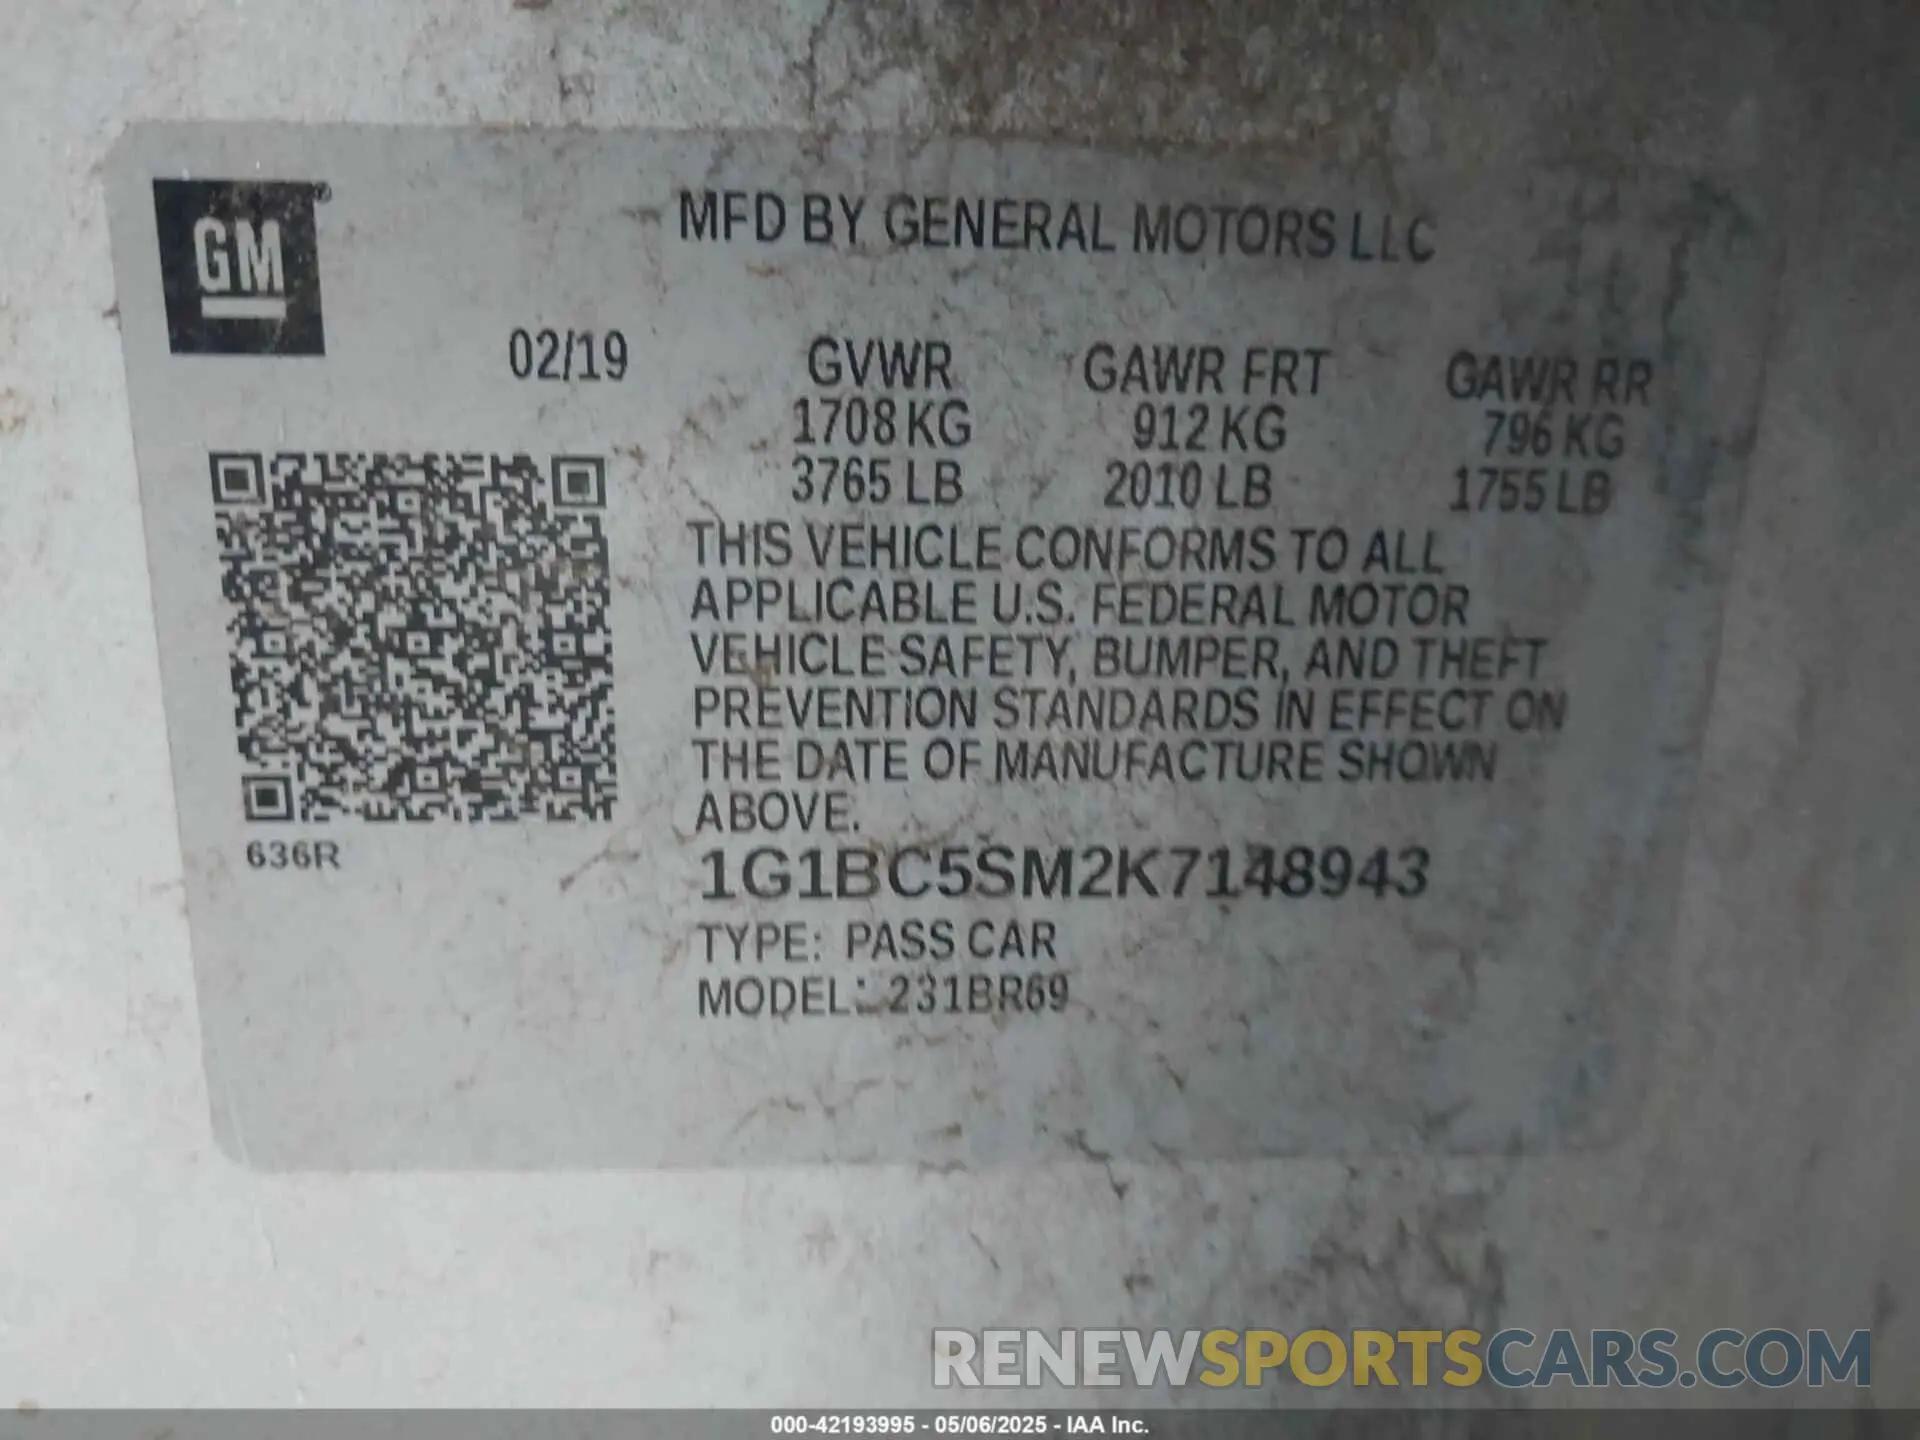 GM
MFD BY GENERAL MOTORS LLC
02/19 GVWR GAWR FRT GAWR RR
1708 KG 912 KG 796 KG
3765 LB 2010 LB 1755 LB
THIS VEHICLE CONFORMS TO ALL
APPLICABLE U.S. FEDERAL MOTOR
VEHICLE SAFETY, BUMPER, AND THEFT
PREVENTION STANDARDS IN EFFECT ON
THE DATE OF MANUFACTURE SHOWN
ABOVE.
636R
1G1BC5SM2K7148943
TYPE: PASS CAR
MODEL: 231BR69
RENEWSPORTSCARS.COM
000-42193995 - 05/06/2025 - IAA Inc.